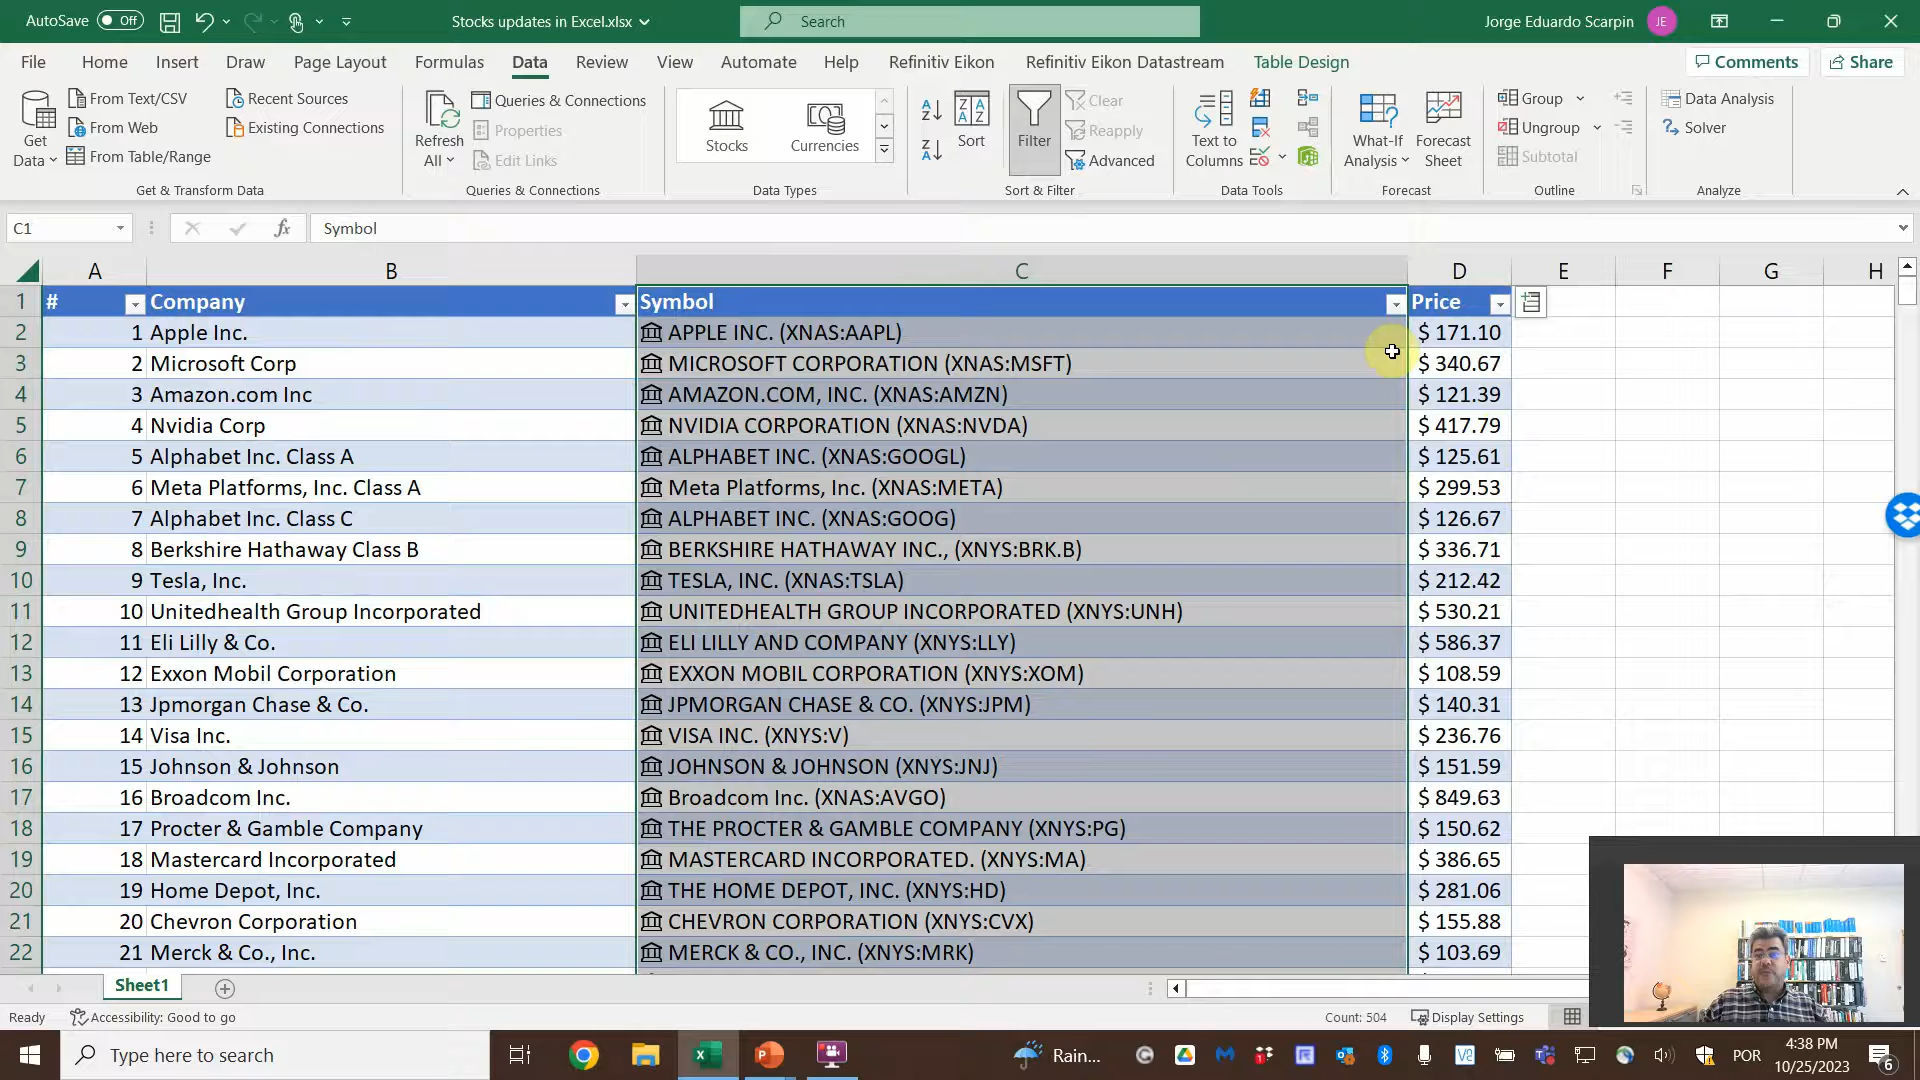 AutoSave Off Stocks updates in Excel.xlsx Search Jorge Eduardo Scarpin JE
File Home Insert Draw Page Layout Formulas Data Review View Automate Help Refinitiv Eikon Refinitiv Eikon Datastream Table Design Comments Share
Get Data From Text/CSV From Web From Table/Range Recent Sources Existing Connections
Refresh All Queries & Connections Properties Edit Links
Stocks Currencies
Sort Filter Clear Reapply Advanced
Text to Columns What-If Analysis Forecast Sheet
Group Ungroup Subtotal Data Analysis Solver
Get & Transform Data Queries & Connections Data Types Sort & Filter Data Tools Forecast Outline Analyze
C1 fx Symbol
A B C D E F G H
1 # Company Symbol Price
2 1 Apple Inc. APPLE INC. (XNAS:AAPL) $ 171.10
3 2 Microsoft Corp MICROSOFT CORPORATION (XNAS:MSFT) $ 340.67
4 3 Amazon.com Inc AMAZON.COM, INC. (XNAS:AMZN) $ 121.39
5 4 Nvidia Corp NVIDIA CORPORATION (XNAS:NVDA) $ 417.79
6 5 Alphabet Inc. Class A ALPHABET INC. (XNAS:GOOGL) $ 125.61
7 6 Meta Platforms, Inc. Class A Meta Platforms, Inc. (XNAS:META) $ 299.53
8 7 Alphabet Inc. Class C ALPHABET INC. (XNAS:GOOG) $ 126.67
9 8 Berkshire Hathaway Class B BERKSHIRE HATHAWAY INC., (XNYS:BRK.B) $ 336.71
10 9 Tesla, Inc. TESLA, INC. (XNAS:TSLA) $ 212.42
11 10 Unitedhealth Group Incorporated UNITEDHEALTH GROUP INCORPORATED (XNYS:UNH) $ 530.21
12 11 Eli Lilly & Co. ELI LILLY AND COMPANY (XNYS:LLY) $ 586.37
13 12 Exxon Mobil Corporation EXXON MOBIL CORPORATION (XNYS:XOM) $ 108.59
14 13 Jpmorgan Chase & Co. JPMORGAN CHASE & CO. (XNYS:JPM) $ 140.31
15 14 Visa Inc. VISA INC. (XNYS:V) $ 236.76
16 15 Johnson & Johnson JOHNSON & JOHNSON (XNYS:JNJ) $ 151.59
17 16 Broadcom Inc. Broadcom Inc. (XNAS:AVGO) $ 849.63
18 17 Procter & Gamble Company THE PROCTER & GAMBLE COMPANY (XNYS:PG) $ 150.62
19 18 Mastercard Incorporated MASTERCARD INCORPORATED. (XNYS:MA) $ 386.65
20 19 Home Depot, Inc. THE HOME DEPOT, INC. (XNYS:HD) $ 281.06
21 20 Chevron Corporation CHEVRON CORPORATION (XNYS:CVX) $ 155.88
22 21 Merck & Co., Inc. MERCK & CO., INC. (XNYS:MRK) $ 103.69
Sheet1
Ready Accessibility: Good to go Count: 504 Display Settings
Type here to search Rain... POR 4:38 PM
10/25/2023 6